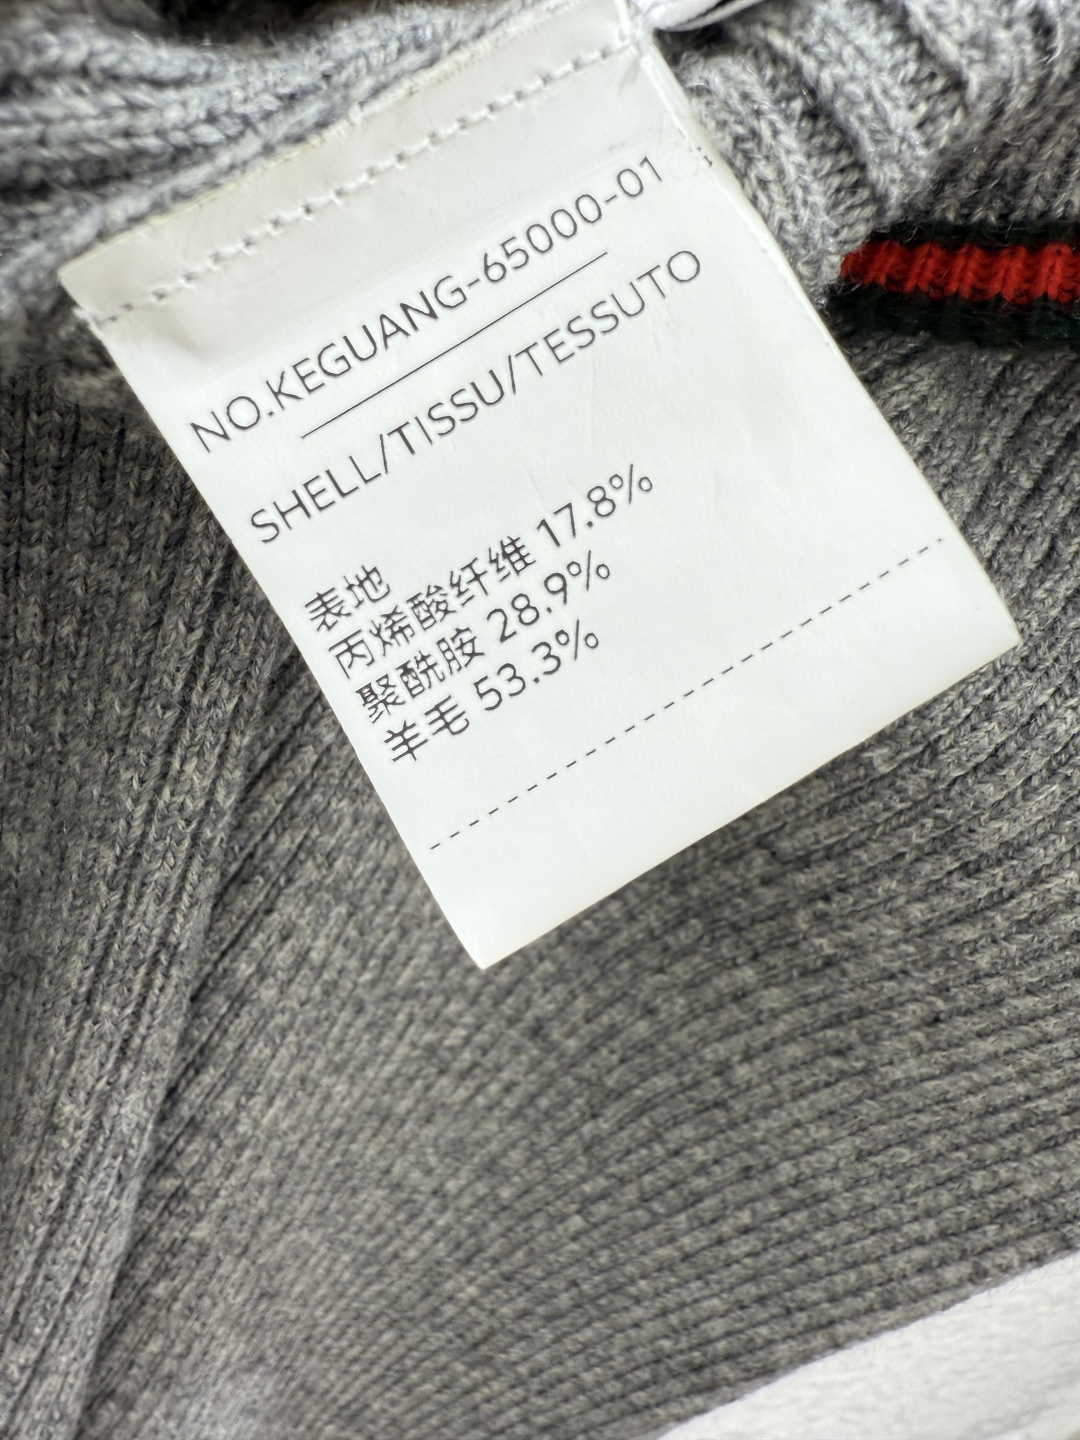 NO.KEGUANG-65000-01
SHELL/TISSU/TESSUTO
表地
丙烯酸纤维 17.8%
聚酰胺 28.9%
羊毛 53.3%